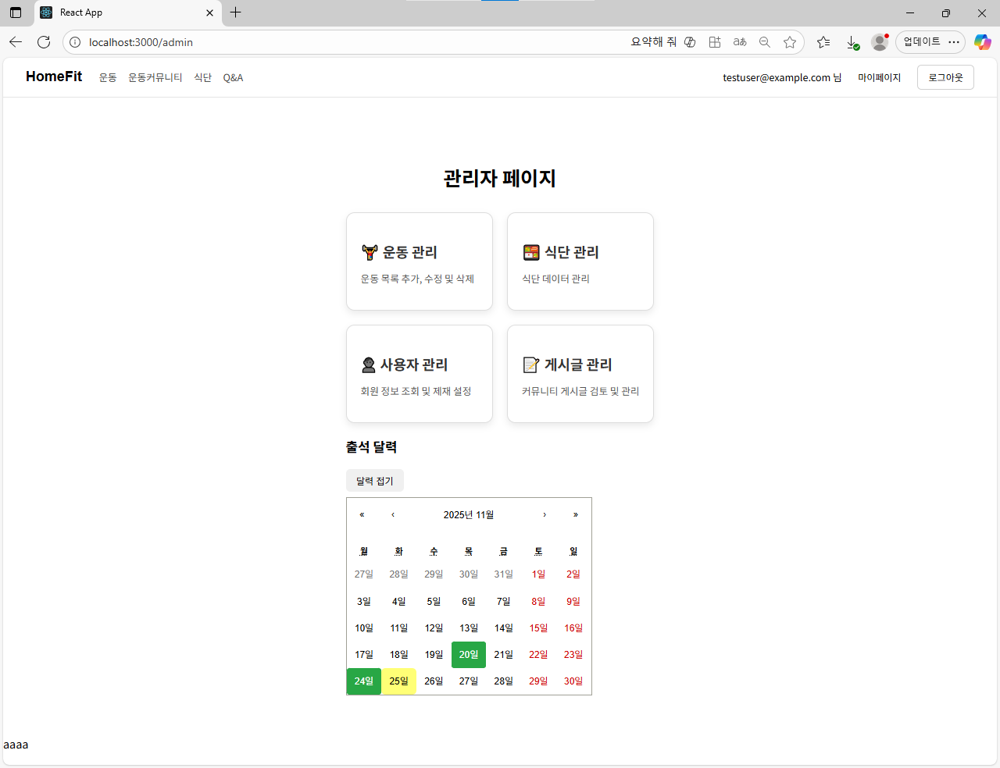 React App
localhost:3000/admin
요약해 줘
aあ
업데이트
HomeFit 운동 운동커뮤니티 식단 Q&A
testuser@example.com 님 마이페이지 로그아웃
관리자 페이지
운동 관리
운동 목록 추가, 수정 및 삭제
식단 관리
식단 데이터 관리
사용자 관리
회원 정보 조회 및 제재 설정
게시글 관리
커뮤니티 게시글 검토 및 관리
출석 달력
달력 접기
« ‹ 2025년 11월 › »
월 화 수 목 금 토 일
27일 28일 29일 30일 31일 1일 2일
3일 4일 5일 6일 7일 8일 9일
10일 11일 12일 13일 14일 15일 16일
17일 18일 19일 20일 21일 22일 23일
24일 25일 26일 27일 28일 29일 30일
aaaa